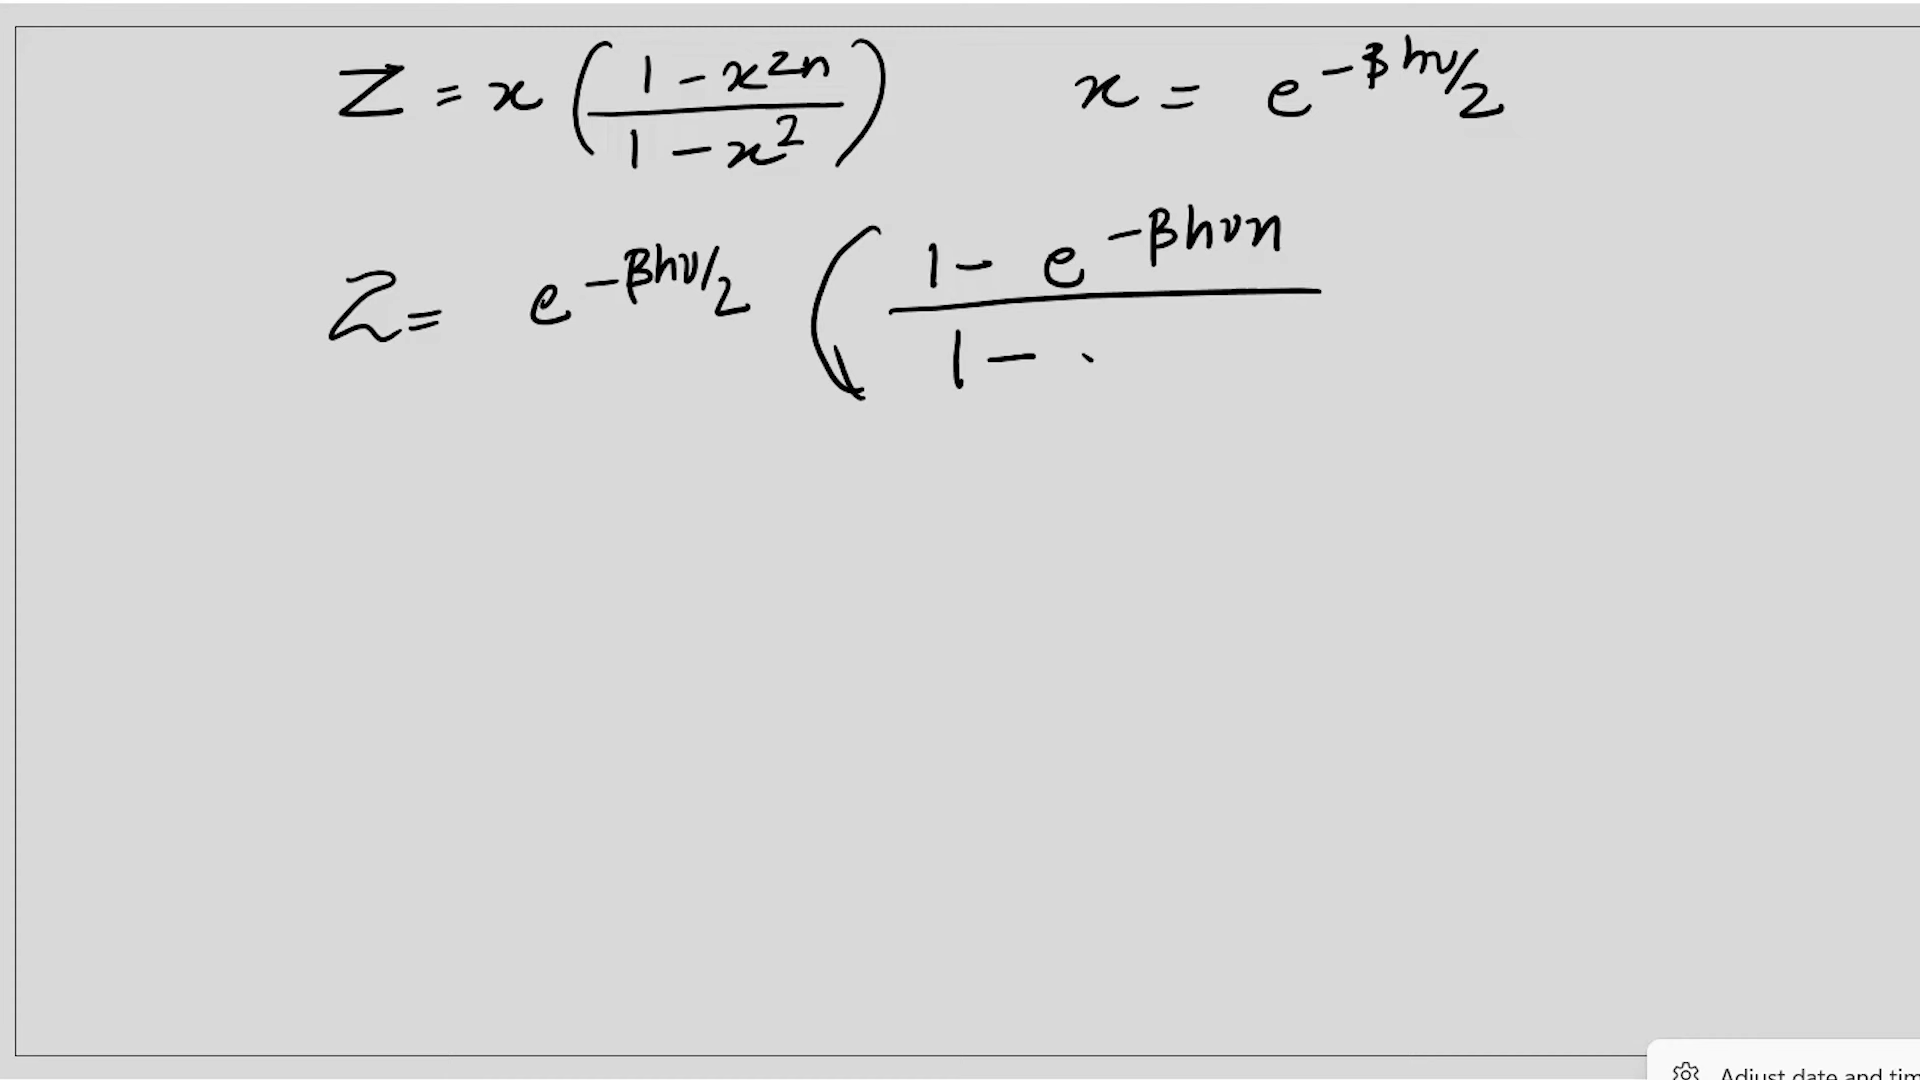 Z = x ( (1 - x^{2n}) / (1 - x^2) )    x = e^{-βhν/2}
Z = e^{-βhν/2} ( (1 - e^{-βhνn}) / (1 -
Adjust date and tim